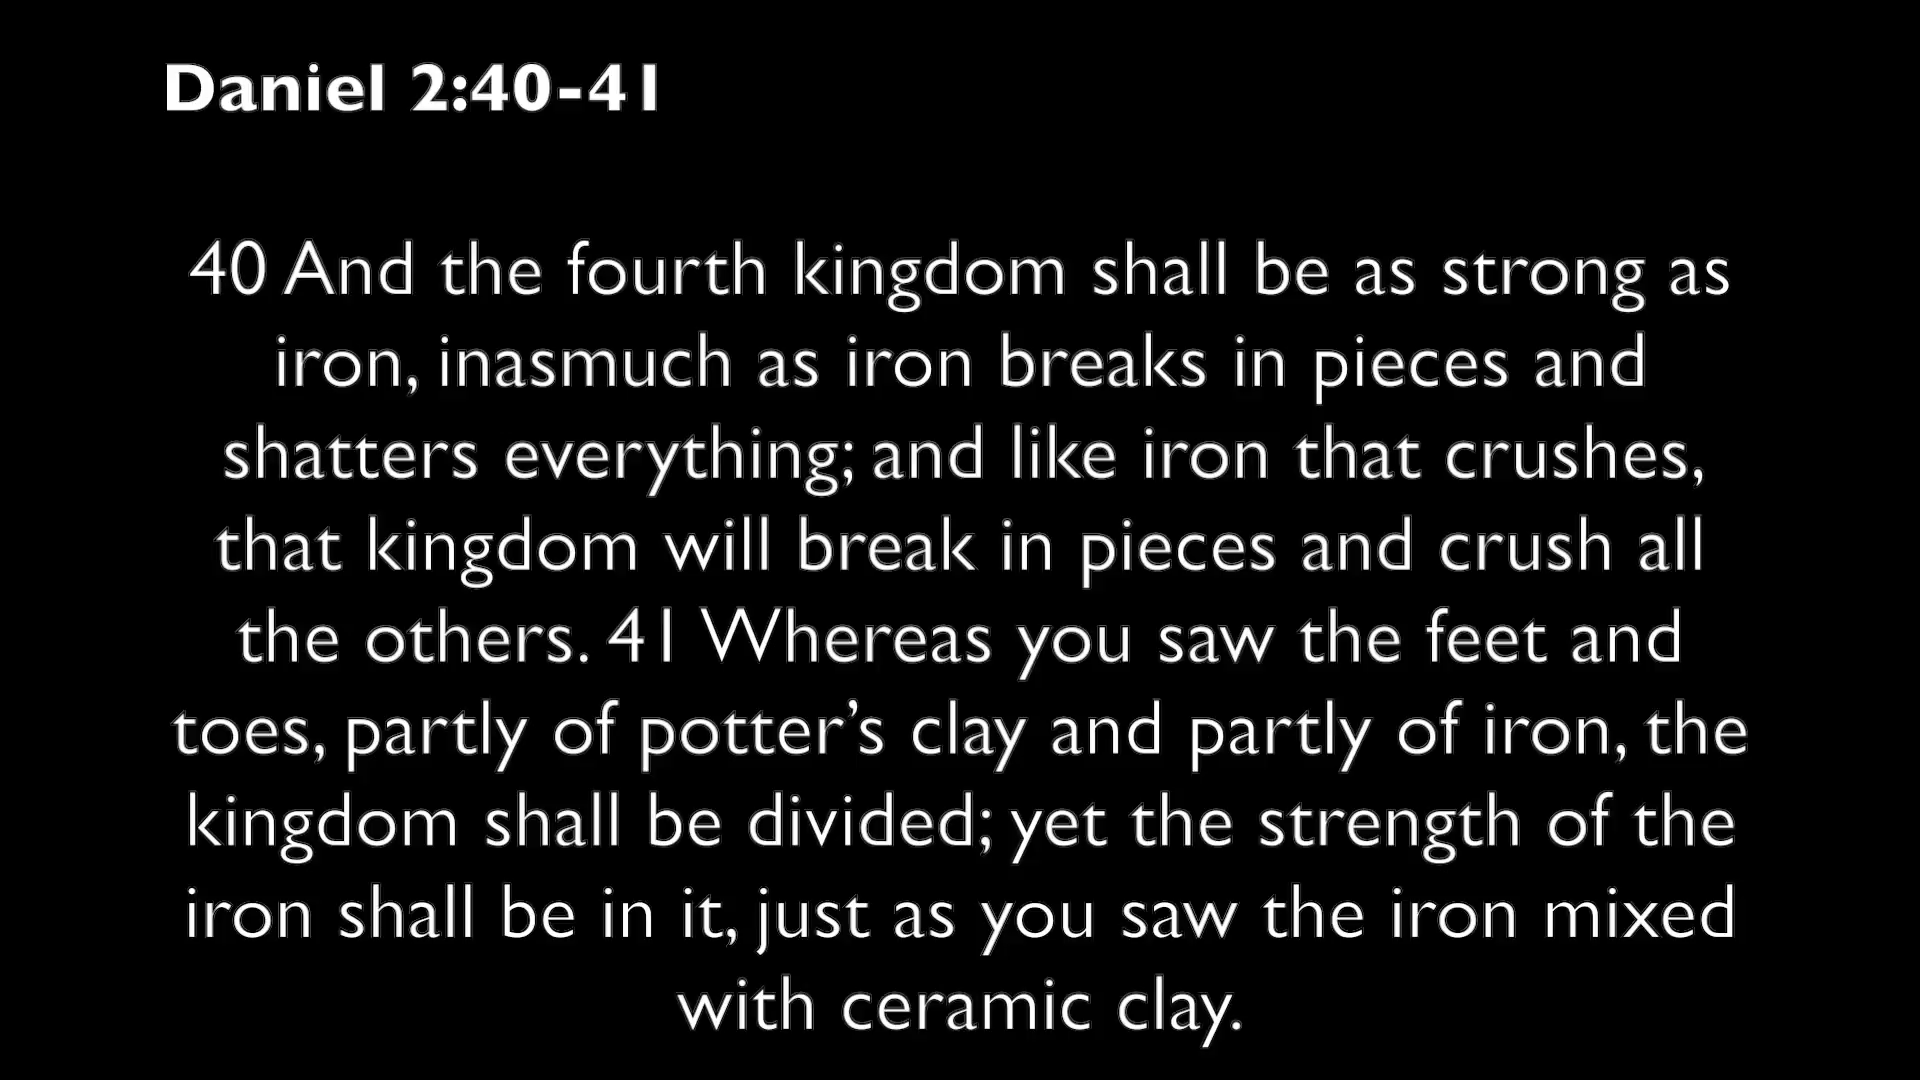 Daniel 2:40-41
40 And the fourth kingdom shall be as strong as
iron, inasmuch as iron breaks in pieces and
shatters everything; and like iron that crushes,
that kingdom will break in pieces and crush all
the others. 41 Whereas you saw the feet and
toes, partly of potter’s clay and partly of iron, the
kingdom shall be divided; yet the strength of the
iron shall be in it, just as you saw the iron mixed
with ceramic clay.